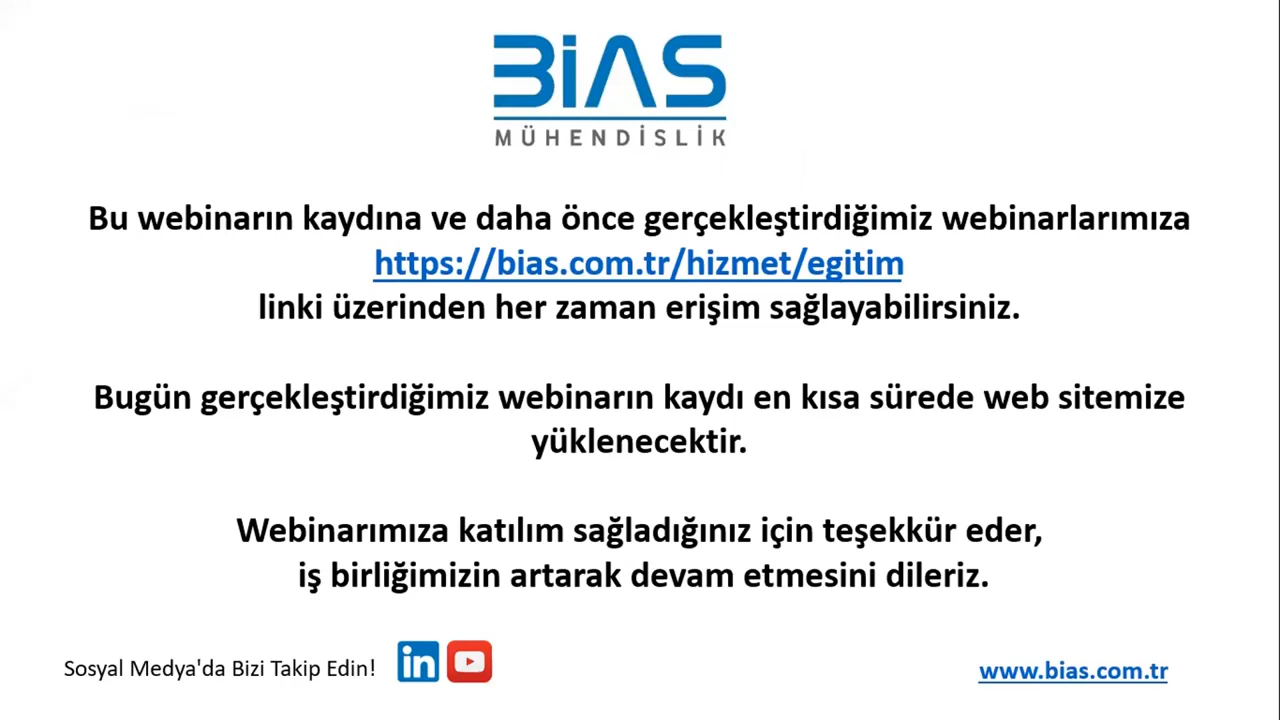 BiAS
MÜHENDİSLİK
Bu webinarın kaydına ve daha önce gerçekleştirdiğimiz webinarlarımıza
https://bias.com.tr/hizmet/egitim
linki üzerinden her zaman erişim sağlayabilirsiniz.
Bugün gerçekleştirdiğimiz webinarın kaydı en kısa sürede web sitemize
yüklenecektir.
Webinarımıza katılım sağladığınız için teşekkür eder,
iş birliğimizin artarak devam etmesini dileriz.
Sosyal Medya'da Bizi Takip Edin! in
www.bias.com.tr